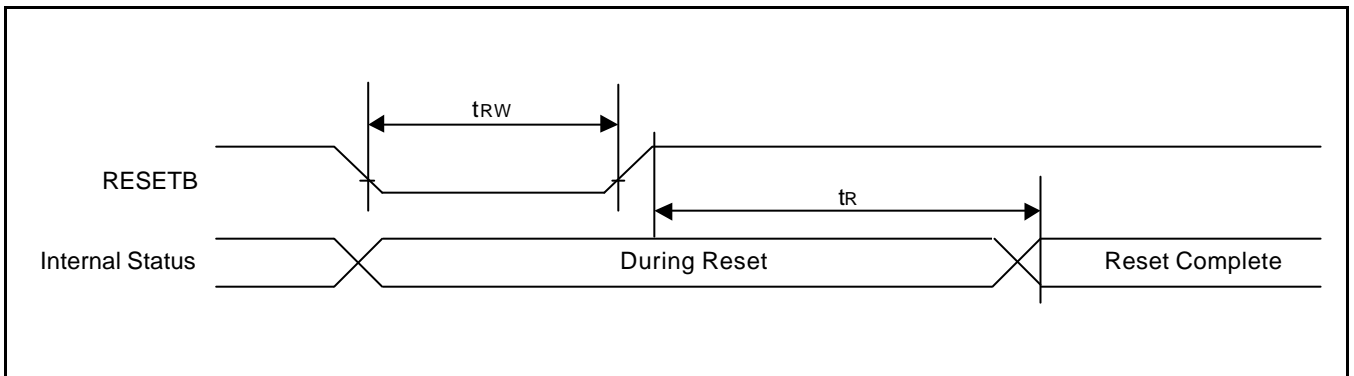 tRW
RESETB
tR
Internal Status
During Reset
Reset Complete